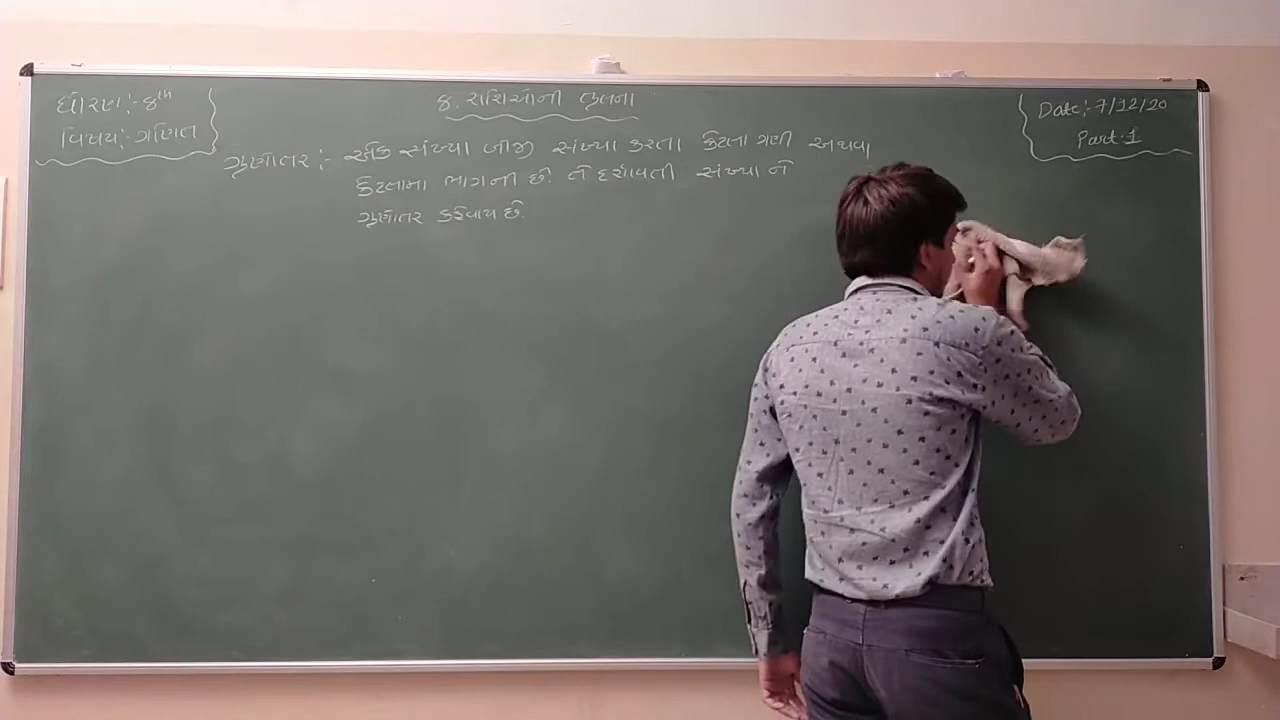 ધોરણ:- 8th
વિષય:- ગણિત
8. રાશિઓની તુલના
Date:- 7/12/20
Part-1
ગુણોત્તર :- એક સંખ્યા બીજી સંખ્યા કરતા કેટલા ગણી અથવા
કેટલામા ભાગની છે. તે દર્શાવતી સંખ્યા ને
ગુણોત્તર કહેવાય છે.